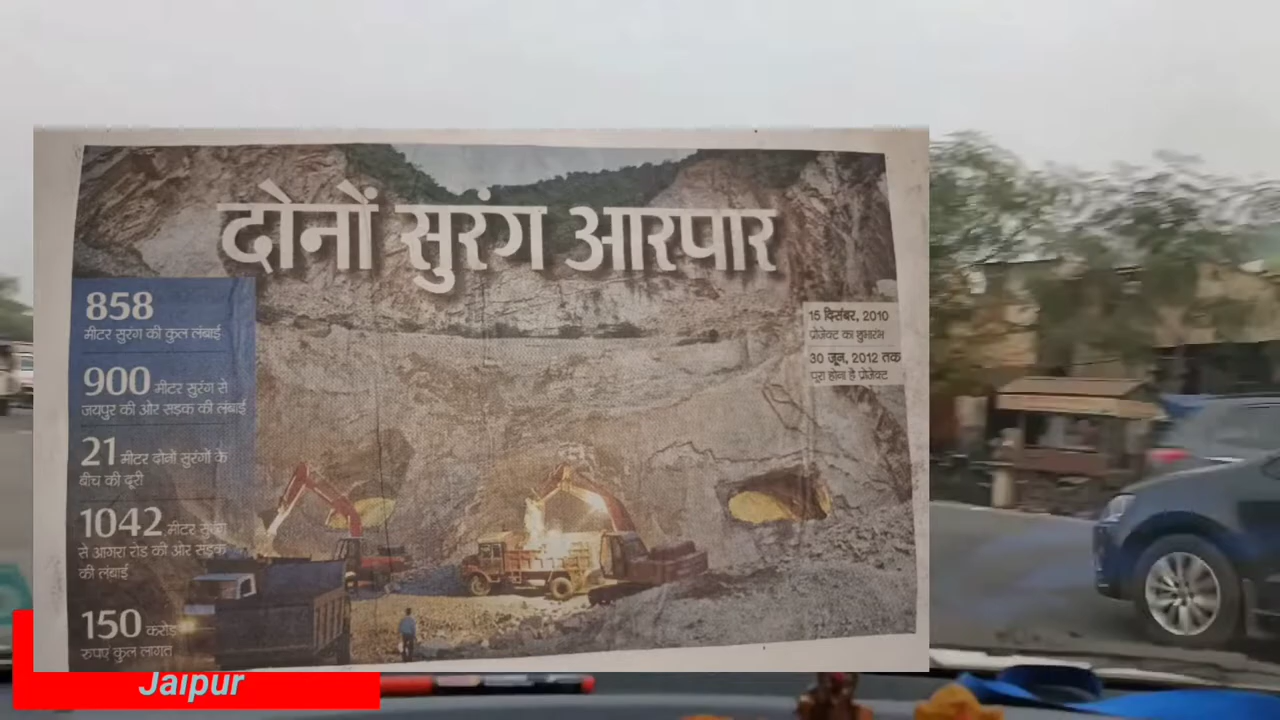 दोनों सुरंग आरपार
858
मीटर सुरंग की कुल लंबाई
900 मीटर सुरंग से
जयपुर की ओर सड़क की लंबाई
21 मीटर दोनों सुरंगों के
बीच की दूरी
1042 मीटर सुरंग
से आगरा रोड की ओर सड़क
की लंबाई
150 करोड़
रुपए कुल लागत
15 दिसंबर, 2010
प्रोजेक्ट का शुभारंभ
30 जून, 2012 तक
पूरा होना है प्रोजेक्ट
Jaipur